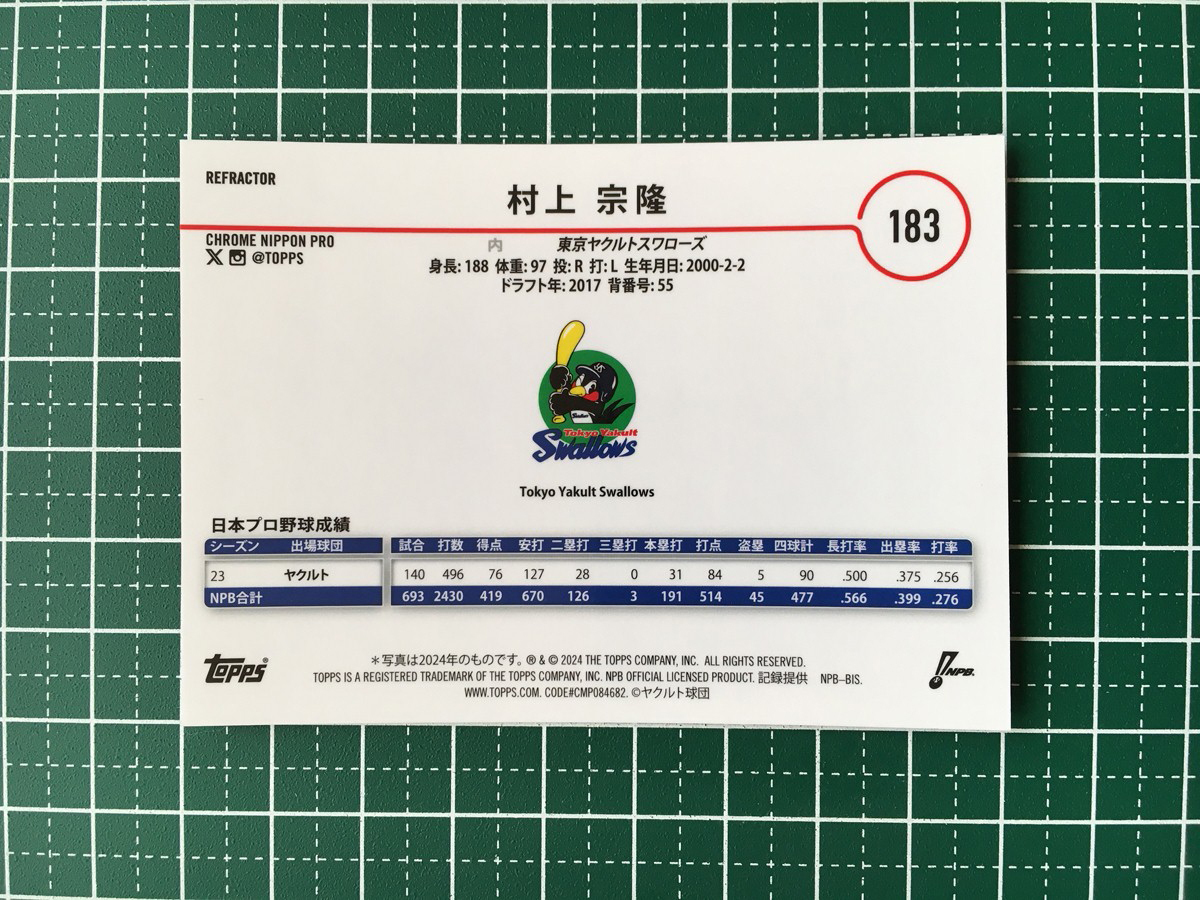 REFRACTOR
村上 宗隆
183
CHROME NIPPON PRO
@TOPPS
内 東京ヤクルトスワローズ
身長: 188 体重: 97 投: R 打: L 生年月日: 2000-2-2
ドラフト年: 2017 背番号: 55
Tokyo Yakult
Swallows
Tokyo Yakult Swallows
日本プロ野球成績
シーズン 出場球団 試合 打数 得点 安打 二塁打 三塁打 本塁打 打点 盗塁 四球計 長打率 出塁率 打率
23 ヤクルト 140 496 76 127 28 0 31 84 5 90 .500 .375 .256
NPB合計 693 2430 419 670 126 3 191 514 45 477 .566 .399 .276
Topps®
＊写真は2024年のものです。 ® & © 2024 THE TOPPS COMPANY, INC. ALL RIGHTS RESERVED.
TOPPS IS A REGISTERED TRADEMARK OF THE TOPPS COMPANY, INC. NPB OFFICIAL LICENSED PRODUCT. 記録提供 NPB–BIS.
WWW.TOPPS.COM. CODE#CMP084682. ©ヤクルト球団
NPB.